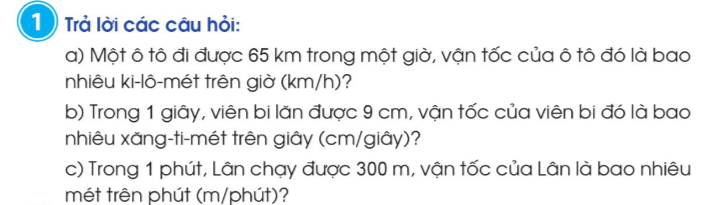 1 Trả lời các câu hỏi:
a) Một ô tô đi được 65 km trong một giờ, vận tốc của ô tô đó là bao
nhiêu ki-lô-mét trên giờ (km/h)?
b) Trong 1 giây, viên bi lăn được 9 cm, vận tốc của viên bi đó là bao
nhiêu xăng-ti-mét trên giây (cm/giây)?
c) Trong 1 phút, Lân chạy được 300 m, vận tốc của Lân là bao nhiêu
mét trên phút (m/phút)?